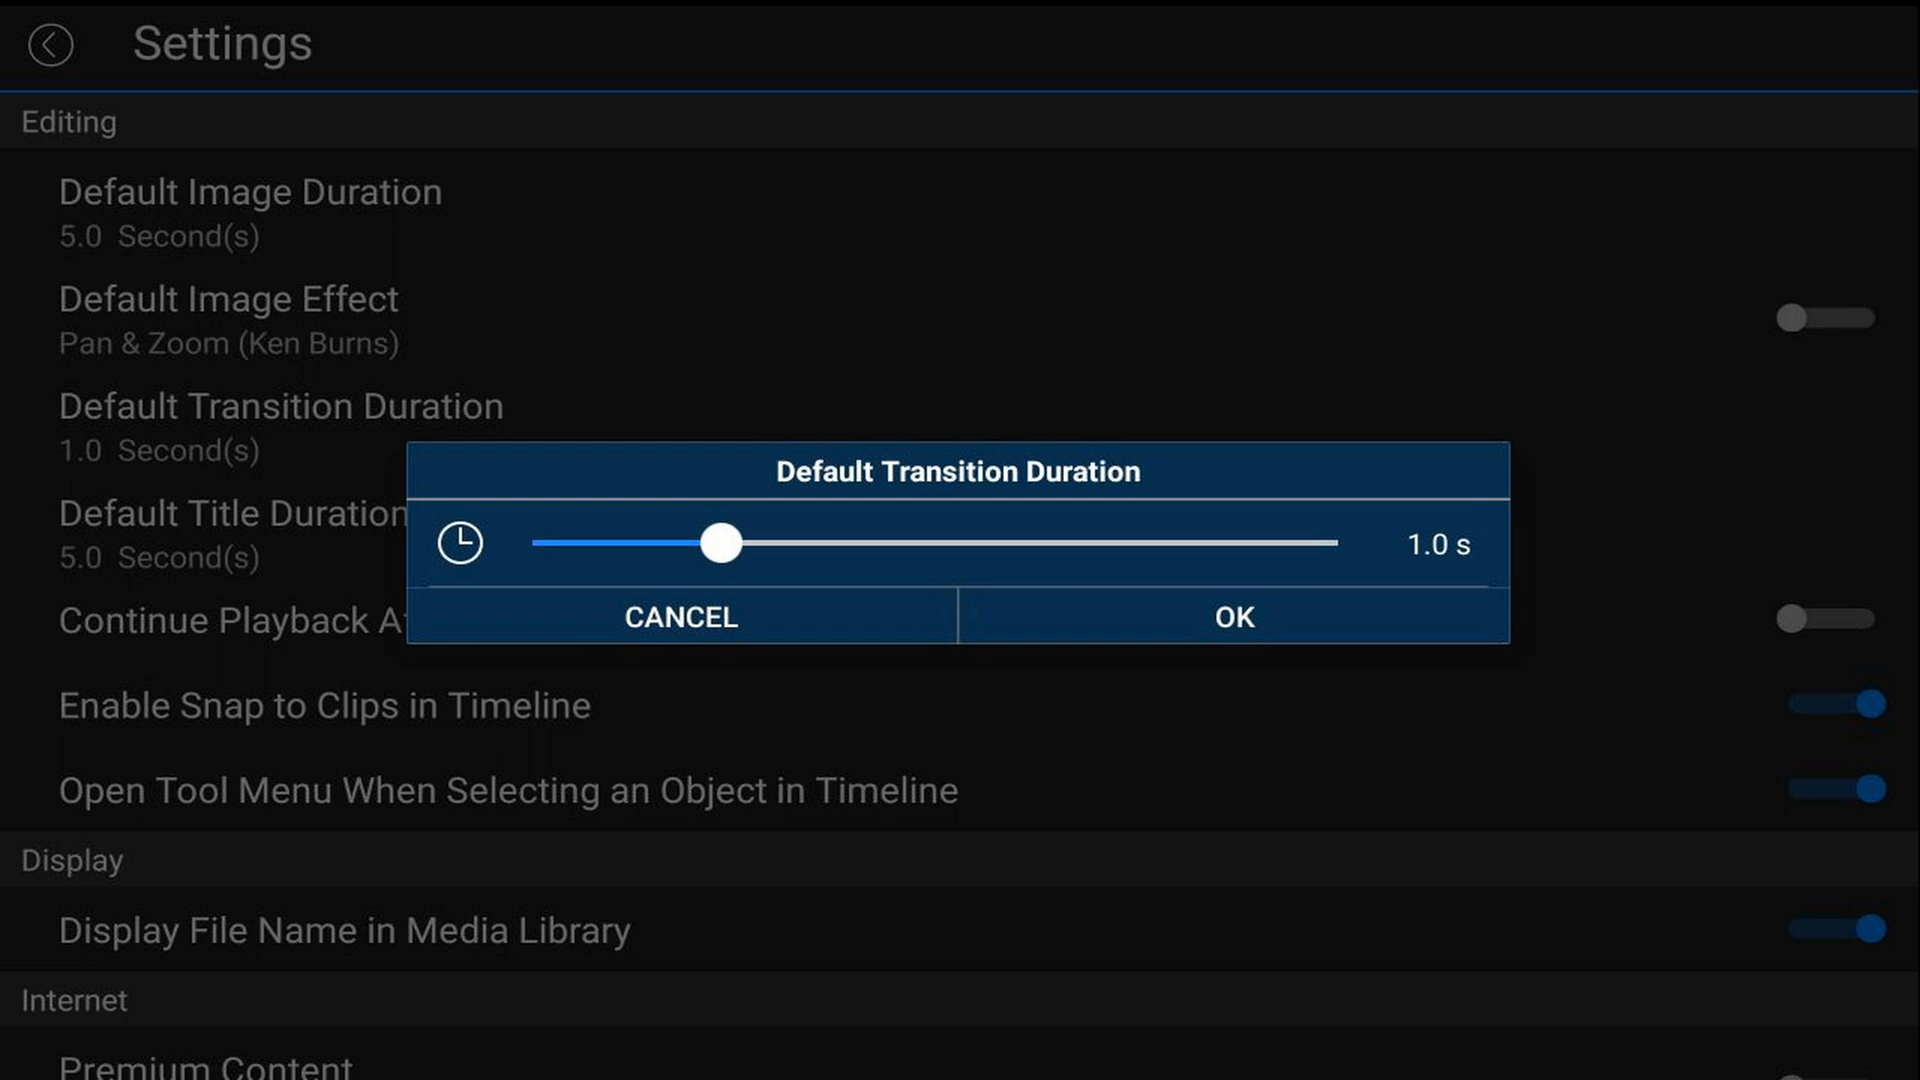 Settings
Editing
Default Image Duration
5.0 Second(s)
Default Image Effect
Pan & Zoom (Ken Burns)
Default Transition Duration
1.0 Second(s)
Default Transition Duration
Default Title Duration
5.0 Second(s)
1.0 s
CANCEL
OK
Continue Playback
Enable Snap to Clips in Timeline
Open Tool Menu When Selecting an Object in Timeline
Display
Display File Name in Media Library
Internet
Premium Content